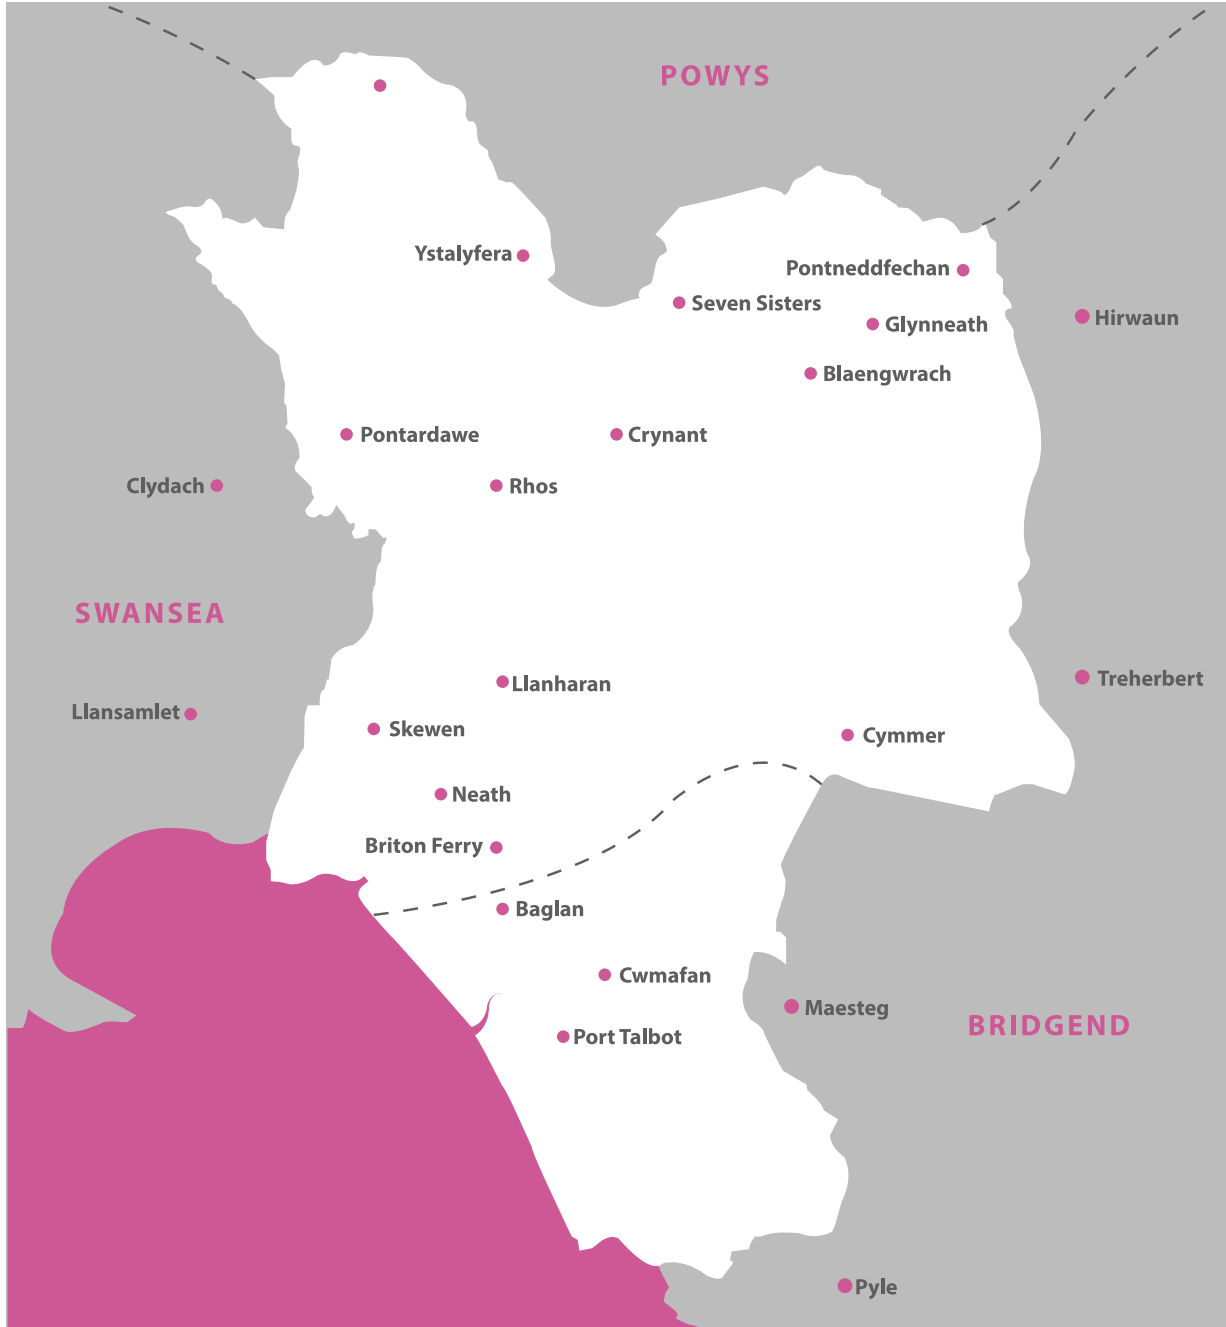 POWYS
Ystalyfera
Pontneddfechan
Seven Sisters
Glynneath
Hirwaun
Blaengwrach
Pontardawe
Crynant
Clydach
Rhos
SWANSEA
Llanharan
Treherbert
Llansamlet
Skewen
Cymmer
Neath
Briton Ferry
Baglan
Cwmafan
Maesteg
BRIDGEND
Port Talbot
Pyle